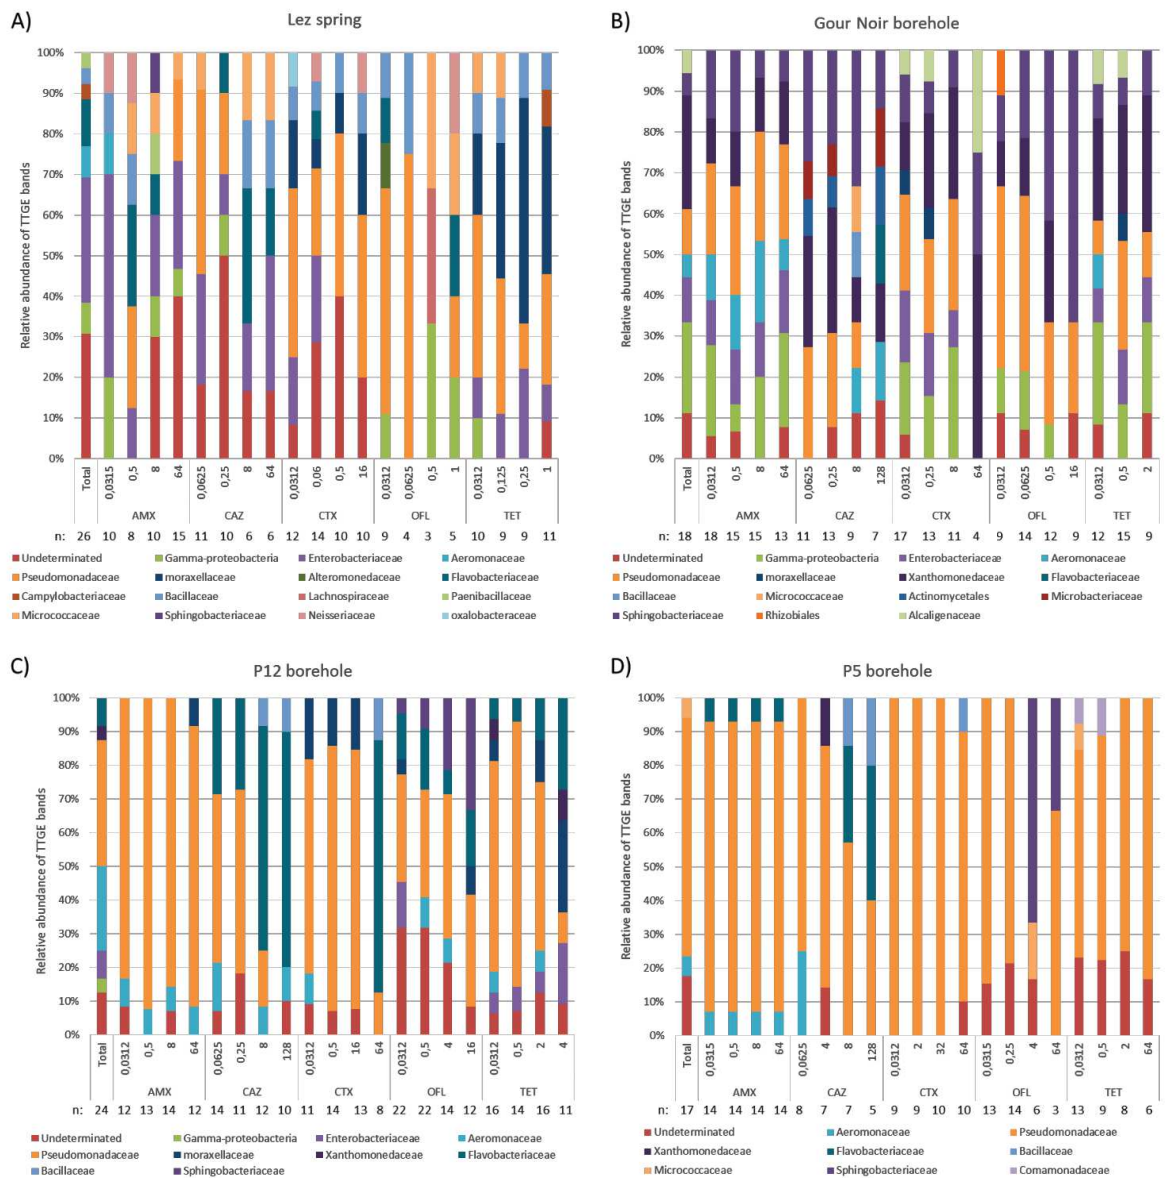 A)
Lez spring
Relative abundance of TTGE bands
100%
90%
80%
70%
60%
50%
40%
30%
20%
10%
0%
Total 0,0315 0,5 8 64 0,0625 0,25 8 64 0,0312 0,06 0,5 16 0,0312 0,0625 0,5 1 0,0312 0,125 0,25 1
AMX CAZ CTX OFL TET
n: 26 10 8 10 15 11 10 6 6 12 14 10 10 9 4 3 5 10 9 9 11
Undeterminated Gamma-proteobacteria Enterobacteriaceae Aeromonaceae
Pseudomonadaceae moraxellaceae Alteromonedaceae Flavobacteriaceae
Campylobacteriaceae Bacillaceae Lachnospiraceae Paenibacillaceae
Micrococcaceae Sphingobacteriaceae Neisseriaceae oxalobacteraceae
B)
Gour Noir borehole
Relative abundance of TTGE bands
100%
90%
80%
70%
60%
50%
40%
30%
20%
10%
0%
Total 0,0312 0,5 8 64 0,0625 0,25 8 128 0,0312 0,25 8 64 0,0312 0,0625 0,5 16 0,0312 0,5 2
AMX CAZ CTX OFL TET
n: 18 18 15 15 13 11 13 9 7 17 13 11 4 9 14 12 9 12 15 9
Undeterminated Gamma-proteobacteria Enterobacteriaceae Aeromonaceae
Pseudomonadaceae moraxellaceae Xanthomonedaceae Flavobacteriaceae
Bacillaceae Micrococcaceae Actinomycetales Microbacteriaceae
Sphingobacteriaceae Rhizobiales Alcaligenaceae
C)
P12 borehole
Relative abundance of TTGE bands
100%
90%
80%
70%
60%
50%
40%
30%
20%
10%
0%
Total 0,0312 0,5 8 64 0,0625 0,25 8 128 0,0312 0,5 16 64 0,0312 0,5 4 16 0,0312 0,5 2 4
AMX CAZ CTX OFL TET
n: 24 12 13 14 12 14 11 12 10 11 14 13 8 22 22 14 12 16 14 16 11
Undeterminated Gamma-proteobacteria Enterobacteriaceae Aeromonaceae
Pseudomonadaceae moraxellaceae Xanthomonedaceae Flavobacteriaceae
Bacillaceae Sphingobacteriaceae
D)
P5 borehole
Relative abundance of TTGE bands
100%
90%
80%
70%
60%
50%
40%
30%
20%
10%
0%
Total 0,0315 0,5 8 64 0,0625 4 8 128 0,0312 2 32 64 0,0315 0,25 4 64 0,0312 0,5 2 64
AMX CAZ CTX OFL TET
n: 17 14 14 14 14 8 7 7 5 9 9 10 10 13 14 6 3 13 9 8 6
Undeterminated Aeromonaceae Pseudomonadaceae
Xanthomonedaceae Flavobacteriaceae Bacillaceae
Micrococcaceae Sphingobacteriaceae Comamonadaceae